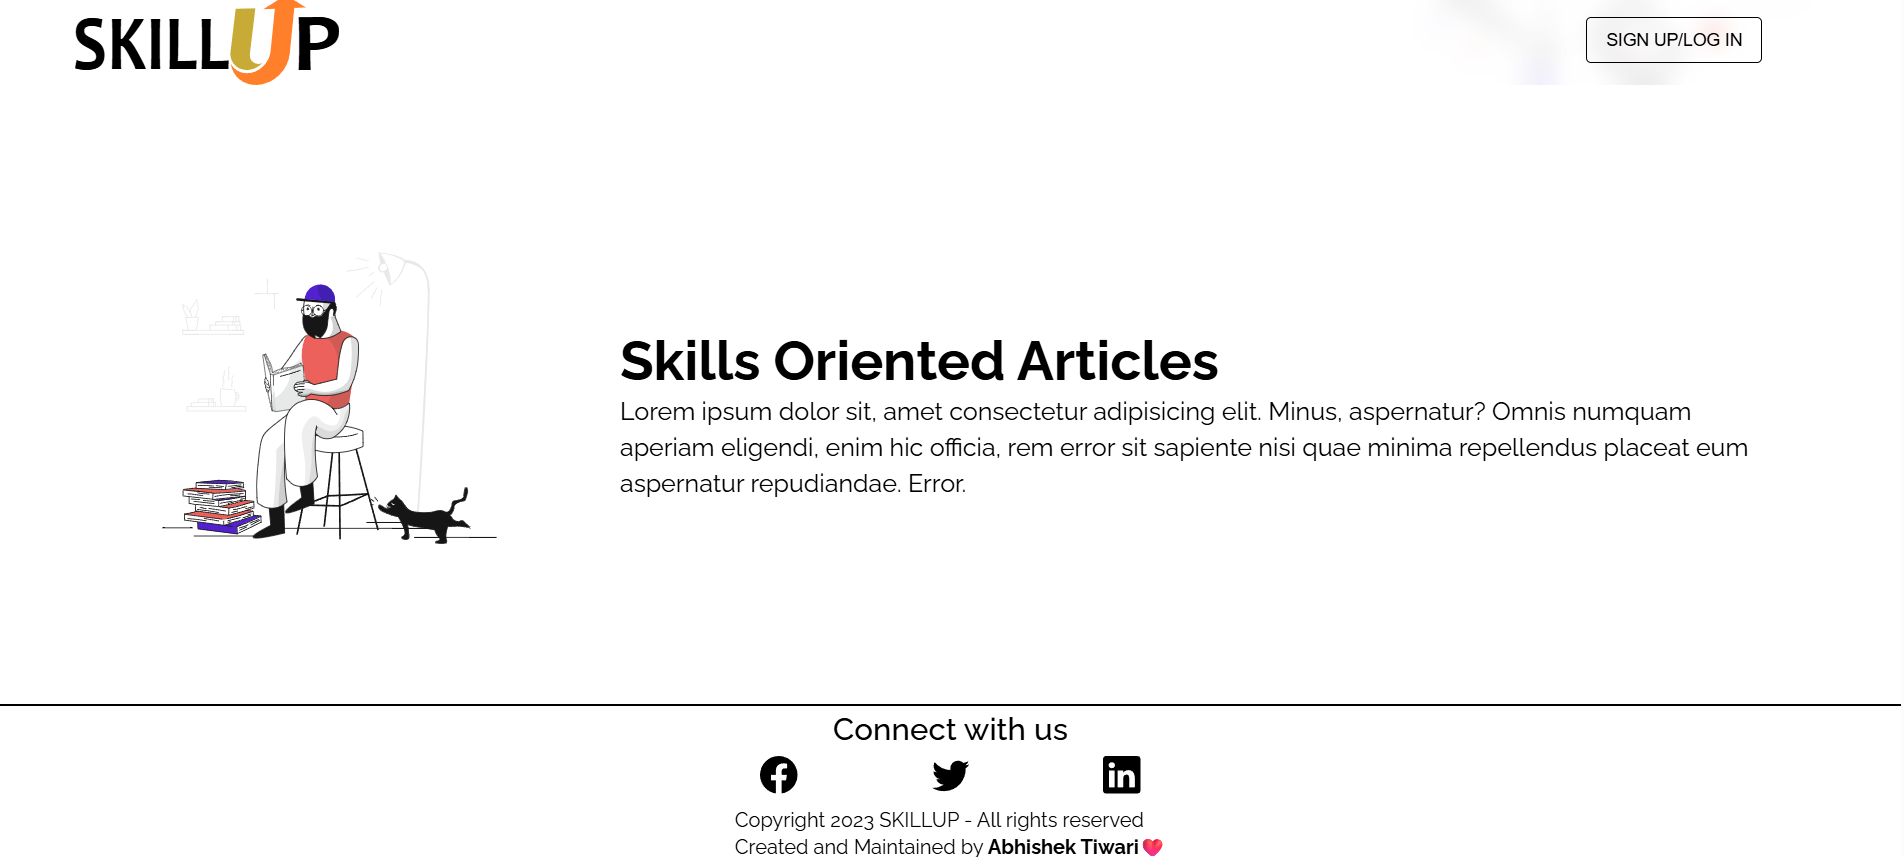 SKILLUP
SIGN UP/LOG IN
Skills Oriented Articles
Lorem ipsum dolor sit, amet consectetur adipisicing elit. Minus, aspernatur? Omnis numquam
aperiam eligendi, enim hic officia, rem error sit sapiente nisi quae minima repellendus placeat eum
aspernatur repudiandae. Error.
Connect with us
Copyright 2023 SKILLUP - All rights reserved
Created and Maintained by Abhishek Tiwari